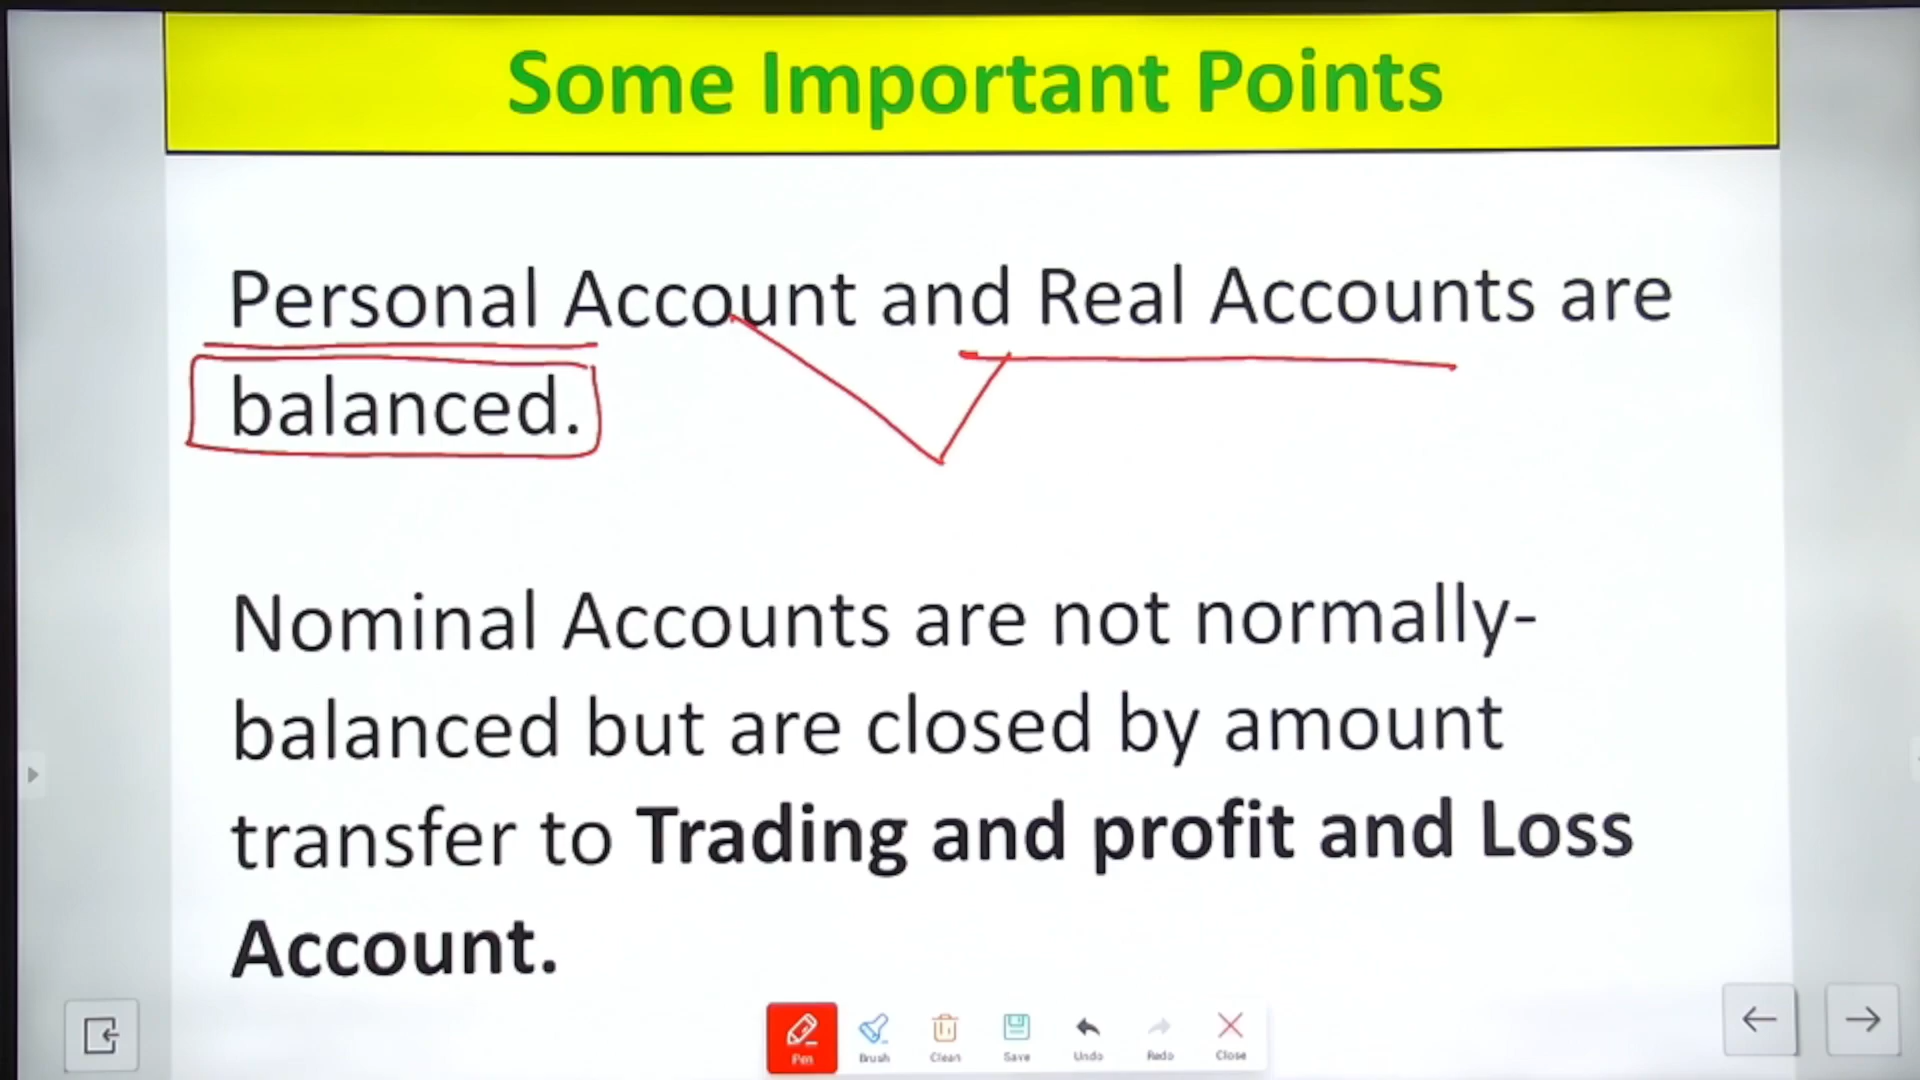 Some Important Points
Personal Account and Real Accounts are
balanced.
Nominal Accounts are not normally-
balanced but are closed by amount
transfer to Trading and profit and Loss
Account.
Pen Brush Clean Save Undo Redo Close